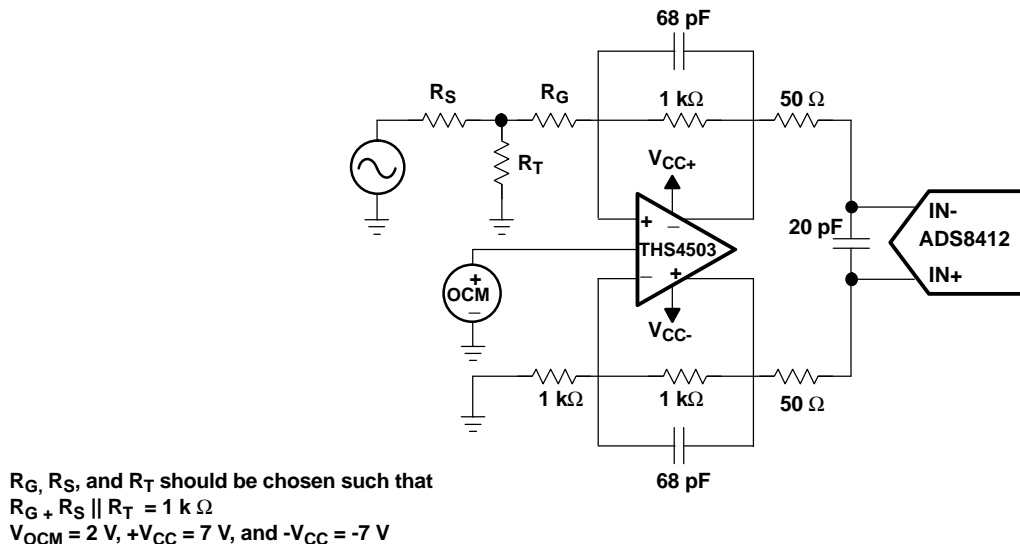 68 pF
RS
RG
1 kΩ
50 Ω
RT
VCC+
+
−
IN-
THS4503
20 pF
ADS8412
+
−
+
OCM
−
IN+
VCC-
1 kΩ
1 kΩ
50 Ω
68 pF
RG, RS, and RT should be chosen such that
RG + RS || RT = 1 k Ω
VOCM = 2 V, +VCC = 7 V, and -VCC = -7 V